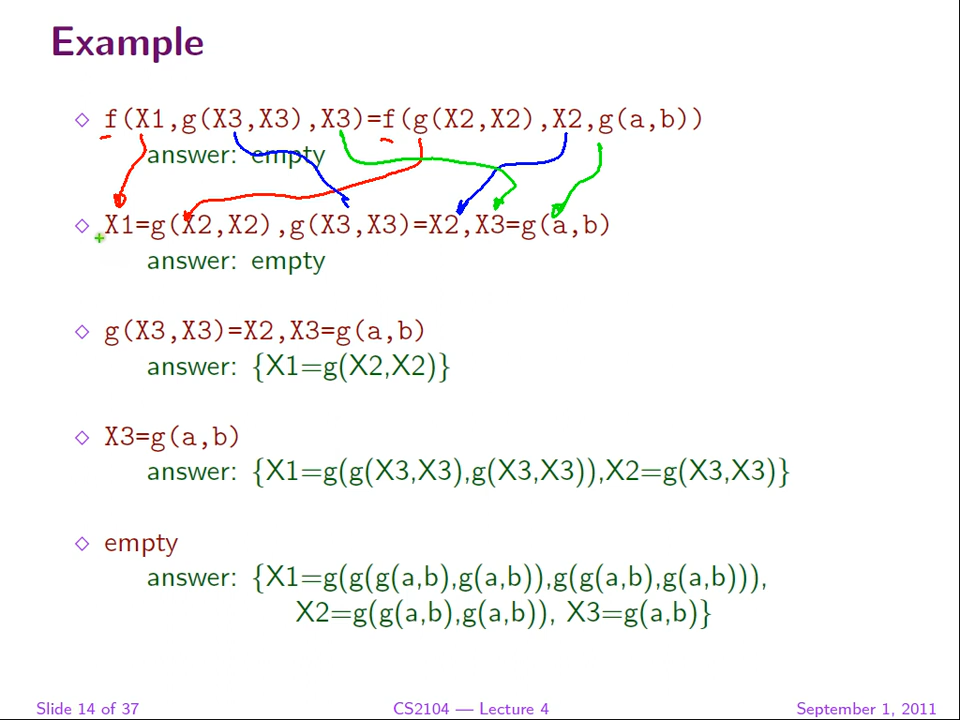 Example
◇ f(X1,g(X3,X3),X3)=f(g(X2,X2),X2,g(a,b))
answer: empty
◇ X1=g(X2,X2),g(X3,X3)=X2,X3=g(a,b)
answer: empty
◇ g(X3,X3)=X2,X3=g(a,b)
answer: {X1=g(X2,X2)}
◇ X3=g(a,b)
answer: {X1=g(g(X3,X3),g(X3,X3)),X2=g(X3,X3)}
◇ empty
answer: {X1=g(g(g(a,b),g(a,b)),g(g(a,b),g(a,b))),
X2=g(g(a,b),g(a,b)), X3=g(a,b)}
Slide 14 of 37 CS2104 — Lecture 4 September 1, 2011